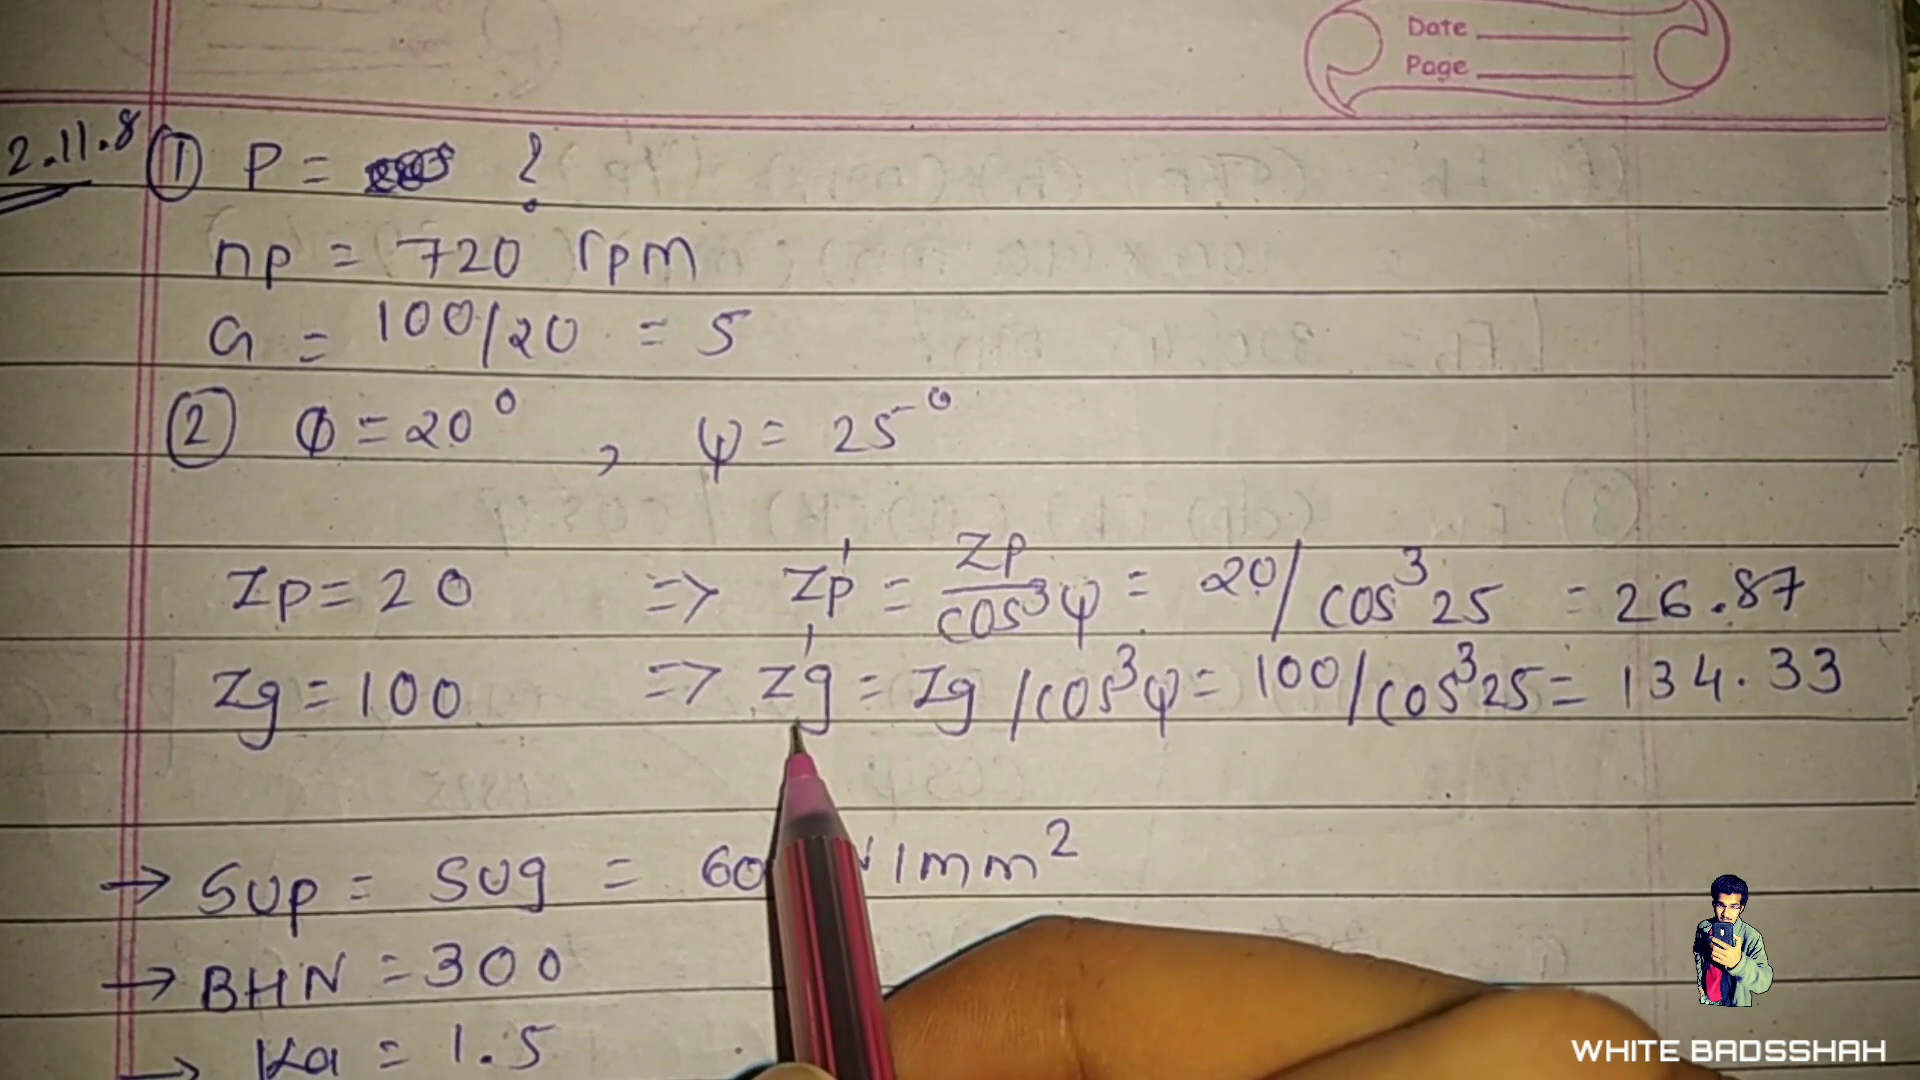 Date
Page
2.11.8 ① P = ?
np = 720 rpm
G = 100/20 = 5
② Φ = 20° , ψ = 25°
Zp = 20 => Zp' = Zp/cos³ψ = 20/cos³25 = 26.87
Zg = 100 => Zg' = Zg/cos³ψ = 100/cos³25 = 134.33
→ Sup = Sug = 60 N/mm²
→ BHN = 300
→ Ka = 1.5
WHITE BADSSHAH